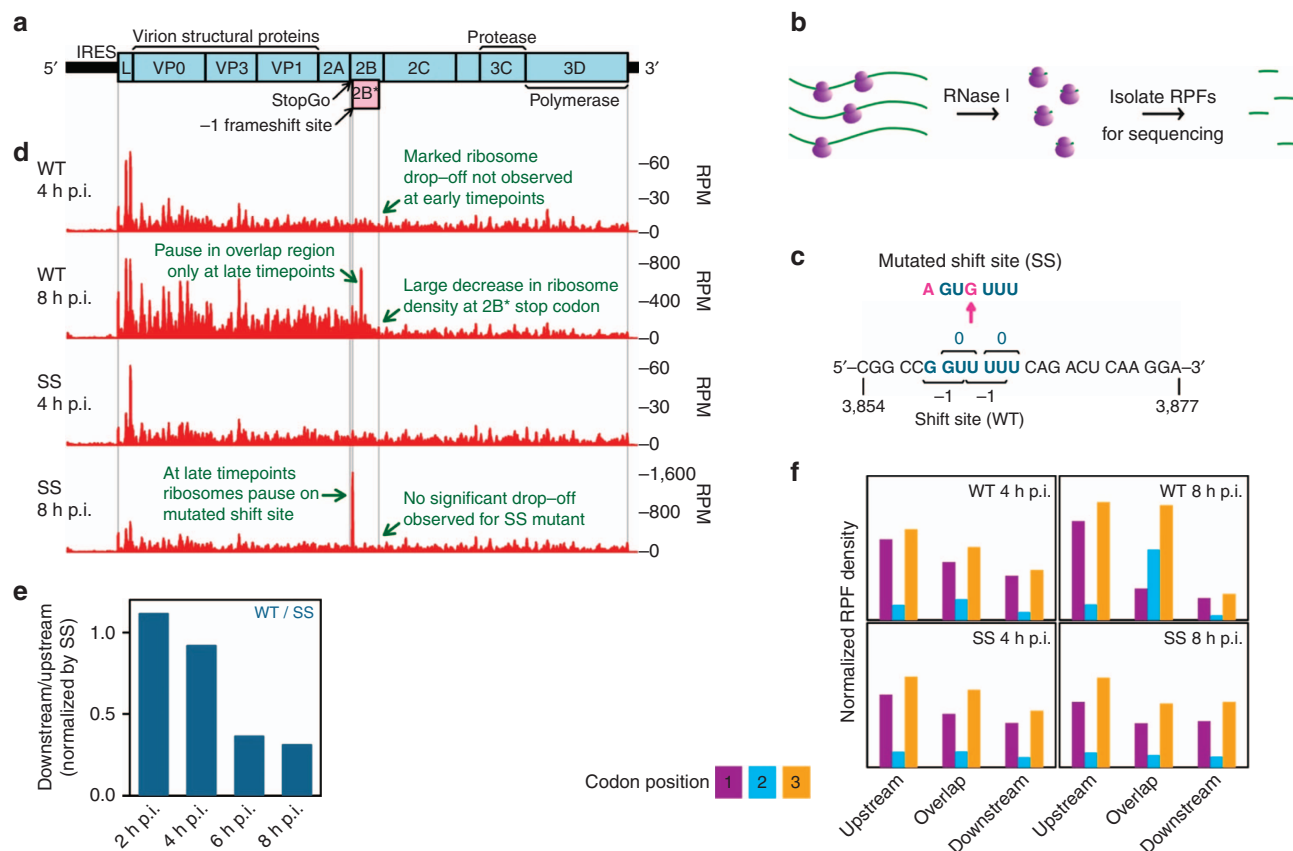 a
IRES
Virion structural proteins
Protease
5′
L
VP0
VP3
VP1
2A
2B
2C
3C
3D
3′
StopGo
2B*
Polymerase
–1 frameshift site
b
RNase I
Isolate RPFs
for sequencing
c
Mutated shift site (SS)
A GUG UUU
0 0
5′–CGG CCG GUU UUU CAG ACU CAA GGA–3′
–1 –1
3,854
Shift site (WT)
3,877
d
WT
4 h p.i.
Marked ribosome
drop–off not observed
at early timepoints
–60
–30
–0
RPM
WT
8 h p.i.
Pause in overlap region
only at late timepoints
Large decrease in ribosome
density at 2B* stop codon
–800
–400
–0
RPM
SS
4 h p.i.
–60
–30
–0
RPM
SS
8 h p.i.
At late timepoints
ribosomes pause on
mutated shift site
No significant drop–off
observed for SS mutant
–1,600
–800
–0
RPM
e
WT / SS
Downstream/upstream
(normalized by SS)
1.0
0.5
0.0
2 h p.i.
4 h p.i.
6 h p.i.
8 h p.i.
Codon position 1 2 3
f
Normalized RPF density
WT 4 h p.i.
WT 8 h p.i.
SS 4 h p.i.
SS 8 h p.i.
Upstream
Overlap
Downstream
Upstream
Overlap
Downstream